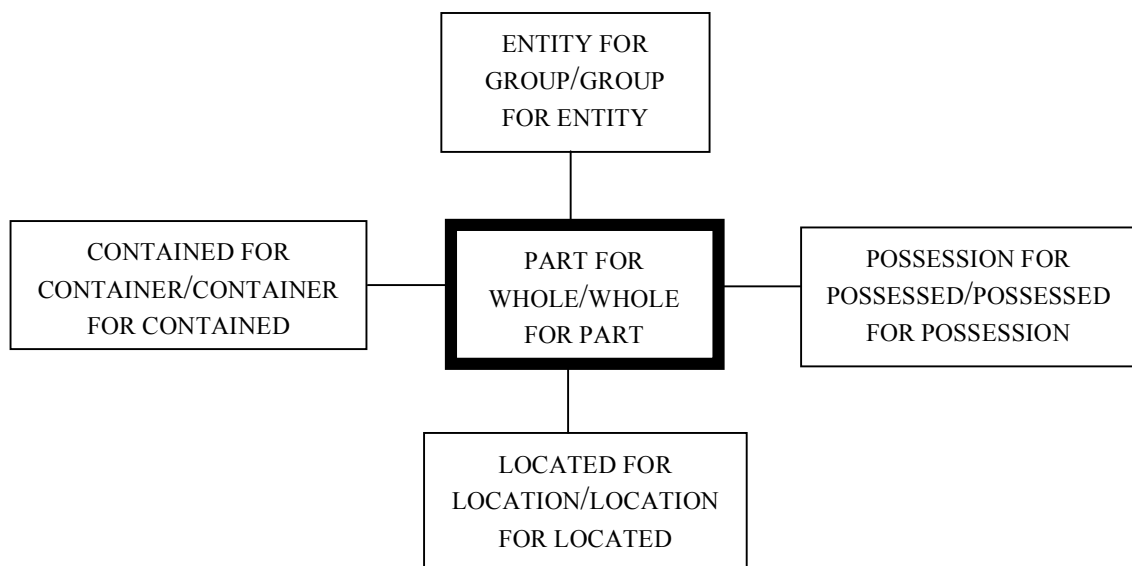 ENTITY FOR
GROUP/GROUP
FOR ENTITY
CONTAINED FOR
CONTAINER/CONTAINER
FOR CONTAINED
PART FOR
WHOLE/WHOLE
FOR PART
POSSESSION FOR
POSSESSED/POSSESSED
FOR POSSESSION
LOCATED FOR
LOCATION/LOCATION
FOR LOCATED